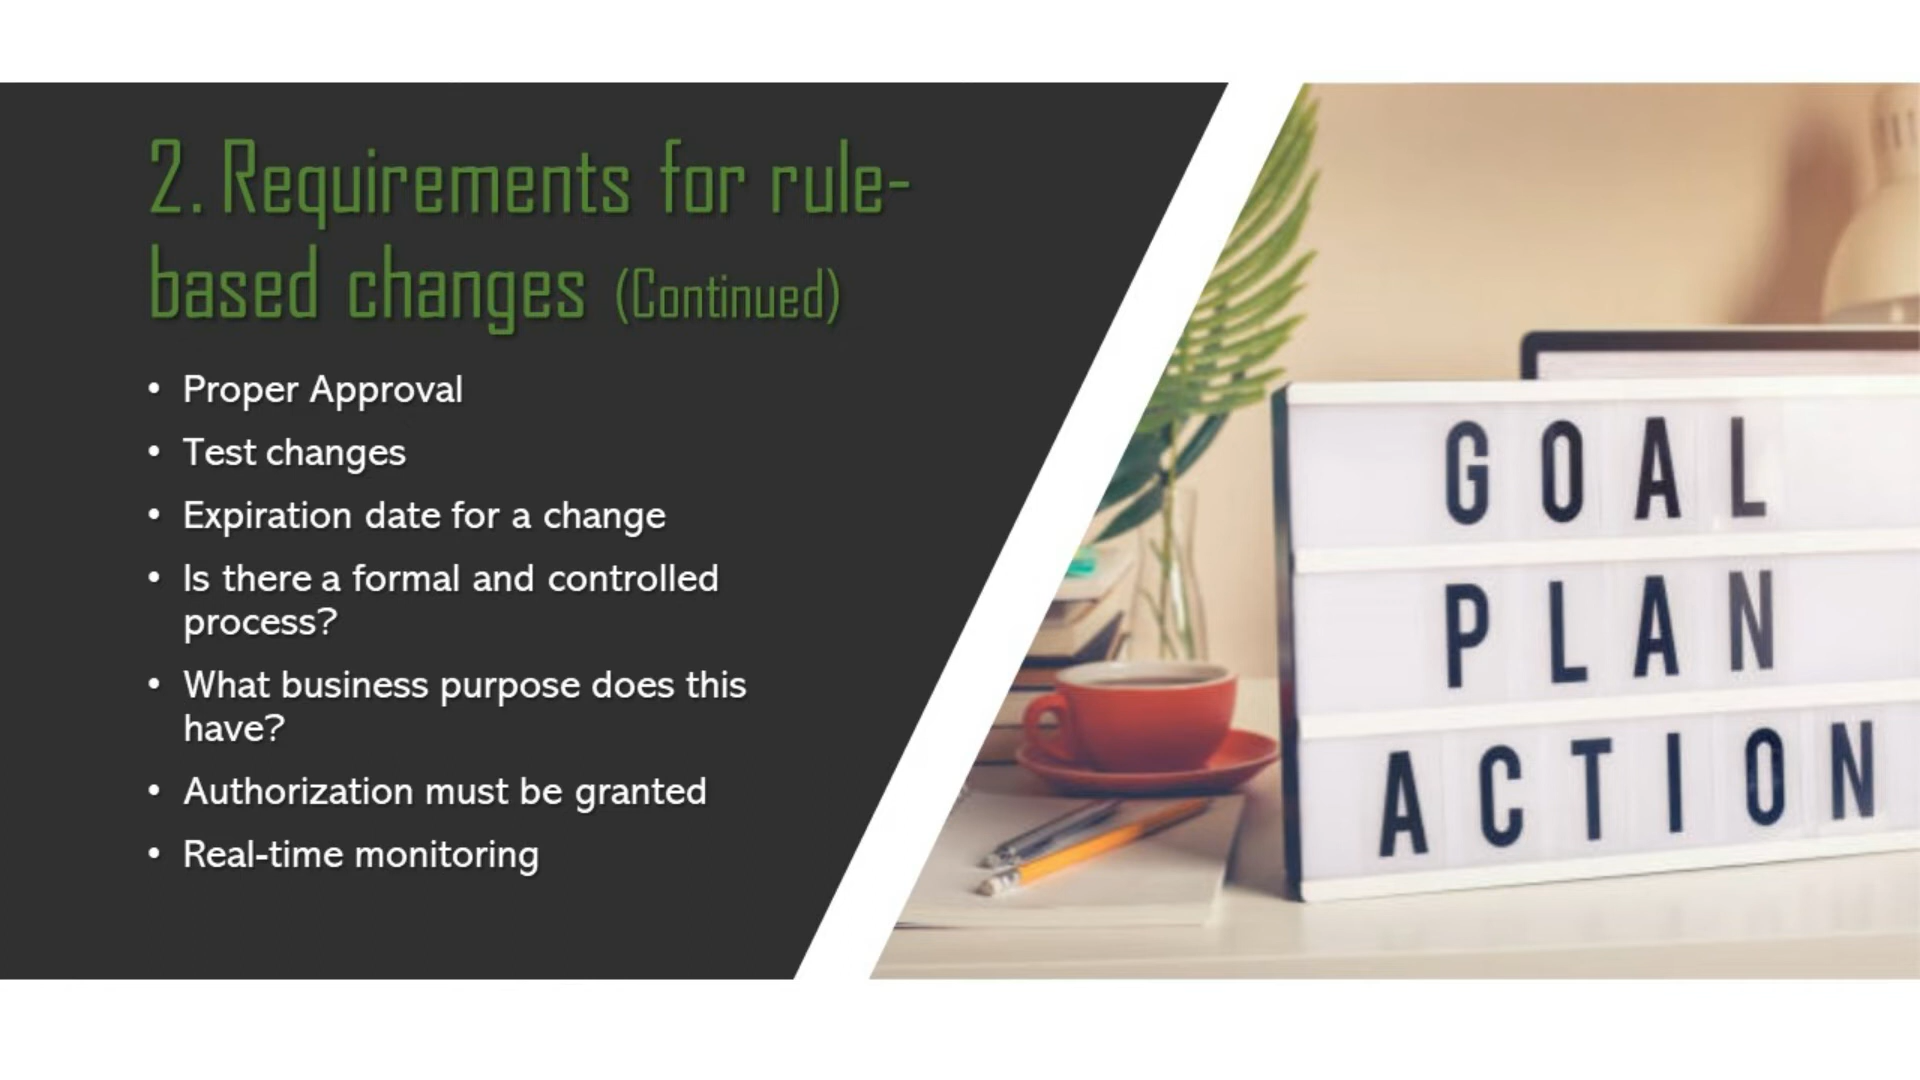 2. Requirements for rule-
based changes (Continued)
• Proper Approval
• Test changes
• Expiration date for a change
• Is there a formal and controlled
process?
• What business purpose does this
have?
• Authorization must be granted
• Real-time monitoring
GOAL
PLAN
ACTION